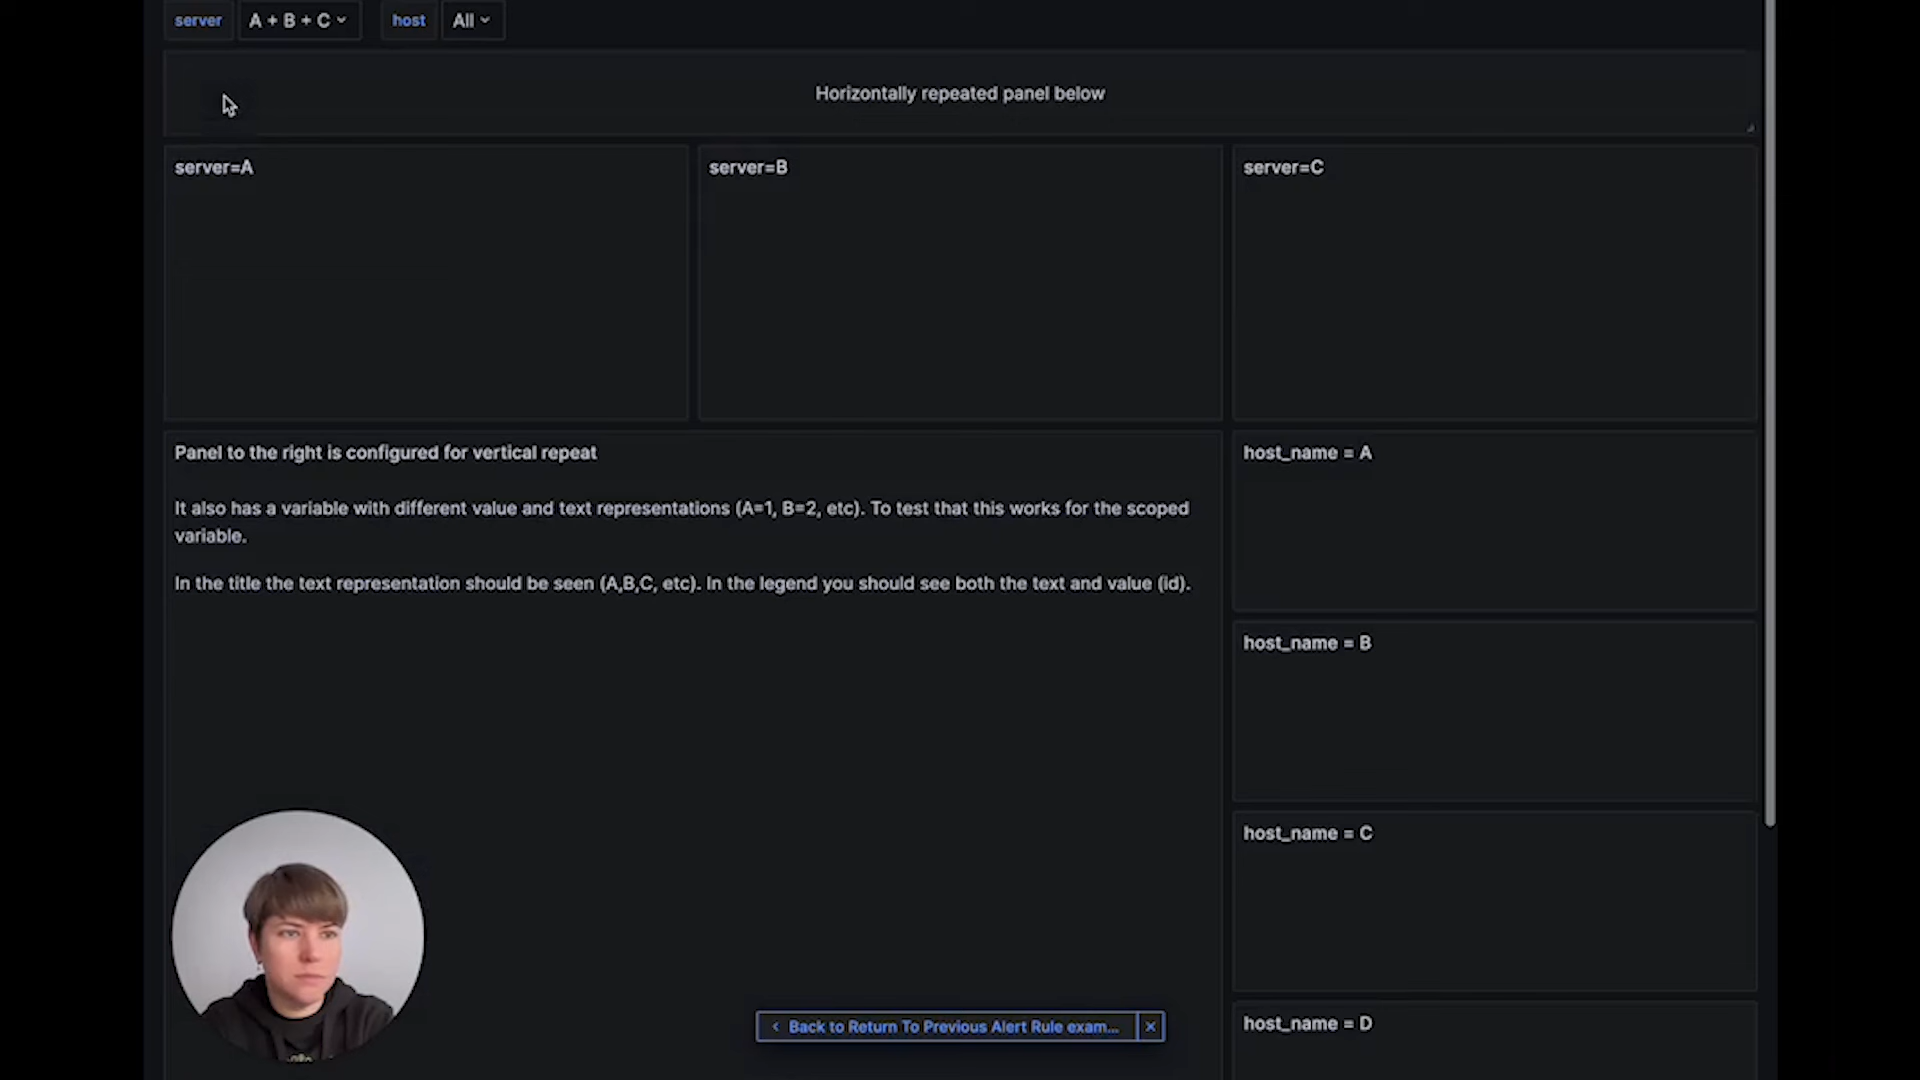 server A + B + C host All
Horizontally repeated panel below
server=A server=B server=C
Panel to the right is configured for vertical repeat
It also has a variable with different value and text representations (A=1, B=2, etc). To test that this works for the scoped
variable.
In the title the text representation should be seen (A,B,C, etc). In the legend you should see both the text and value (id).
host_name = A
host_name = B
host_name = C
host_name = D
Back to Return To Previous Alert Rule exam...